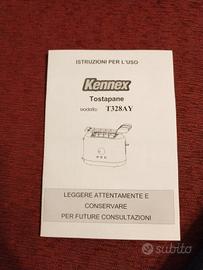 ISTRUZIONI PER L'USO
Kennex
Tostapane
modello T328AY
LEGGERE ATTENTAMENTE E
CONSERVARE
PER FUTURE CONSULTAZIONI
subito